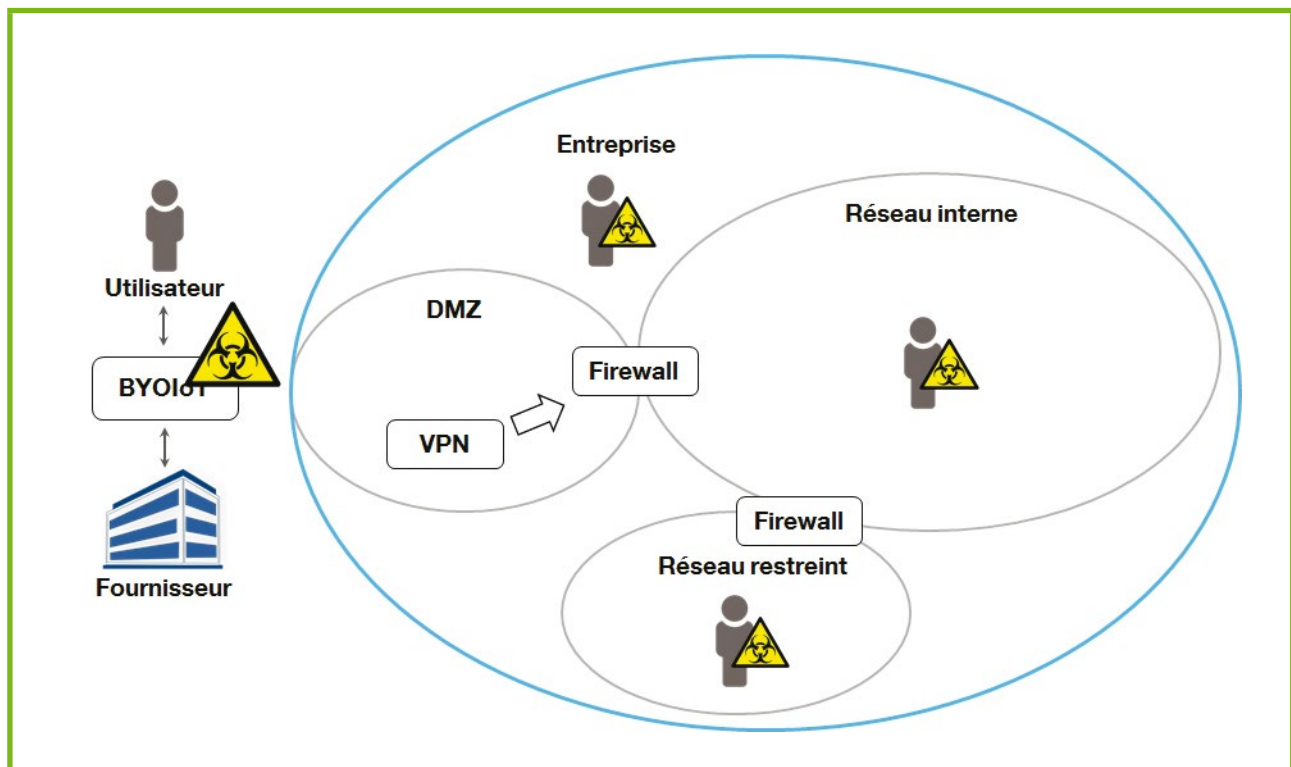 Entreprise
Réseau interne
Utilisateur
DMZ
Firewall
BYOIoT
VPN
Firewall
Réseau restreint
Fournisseur